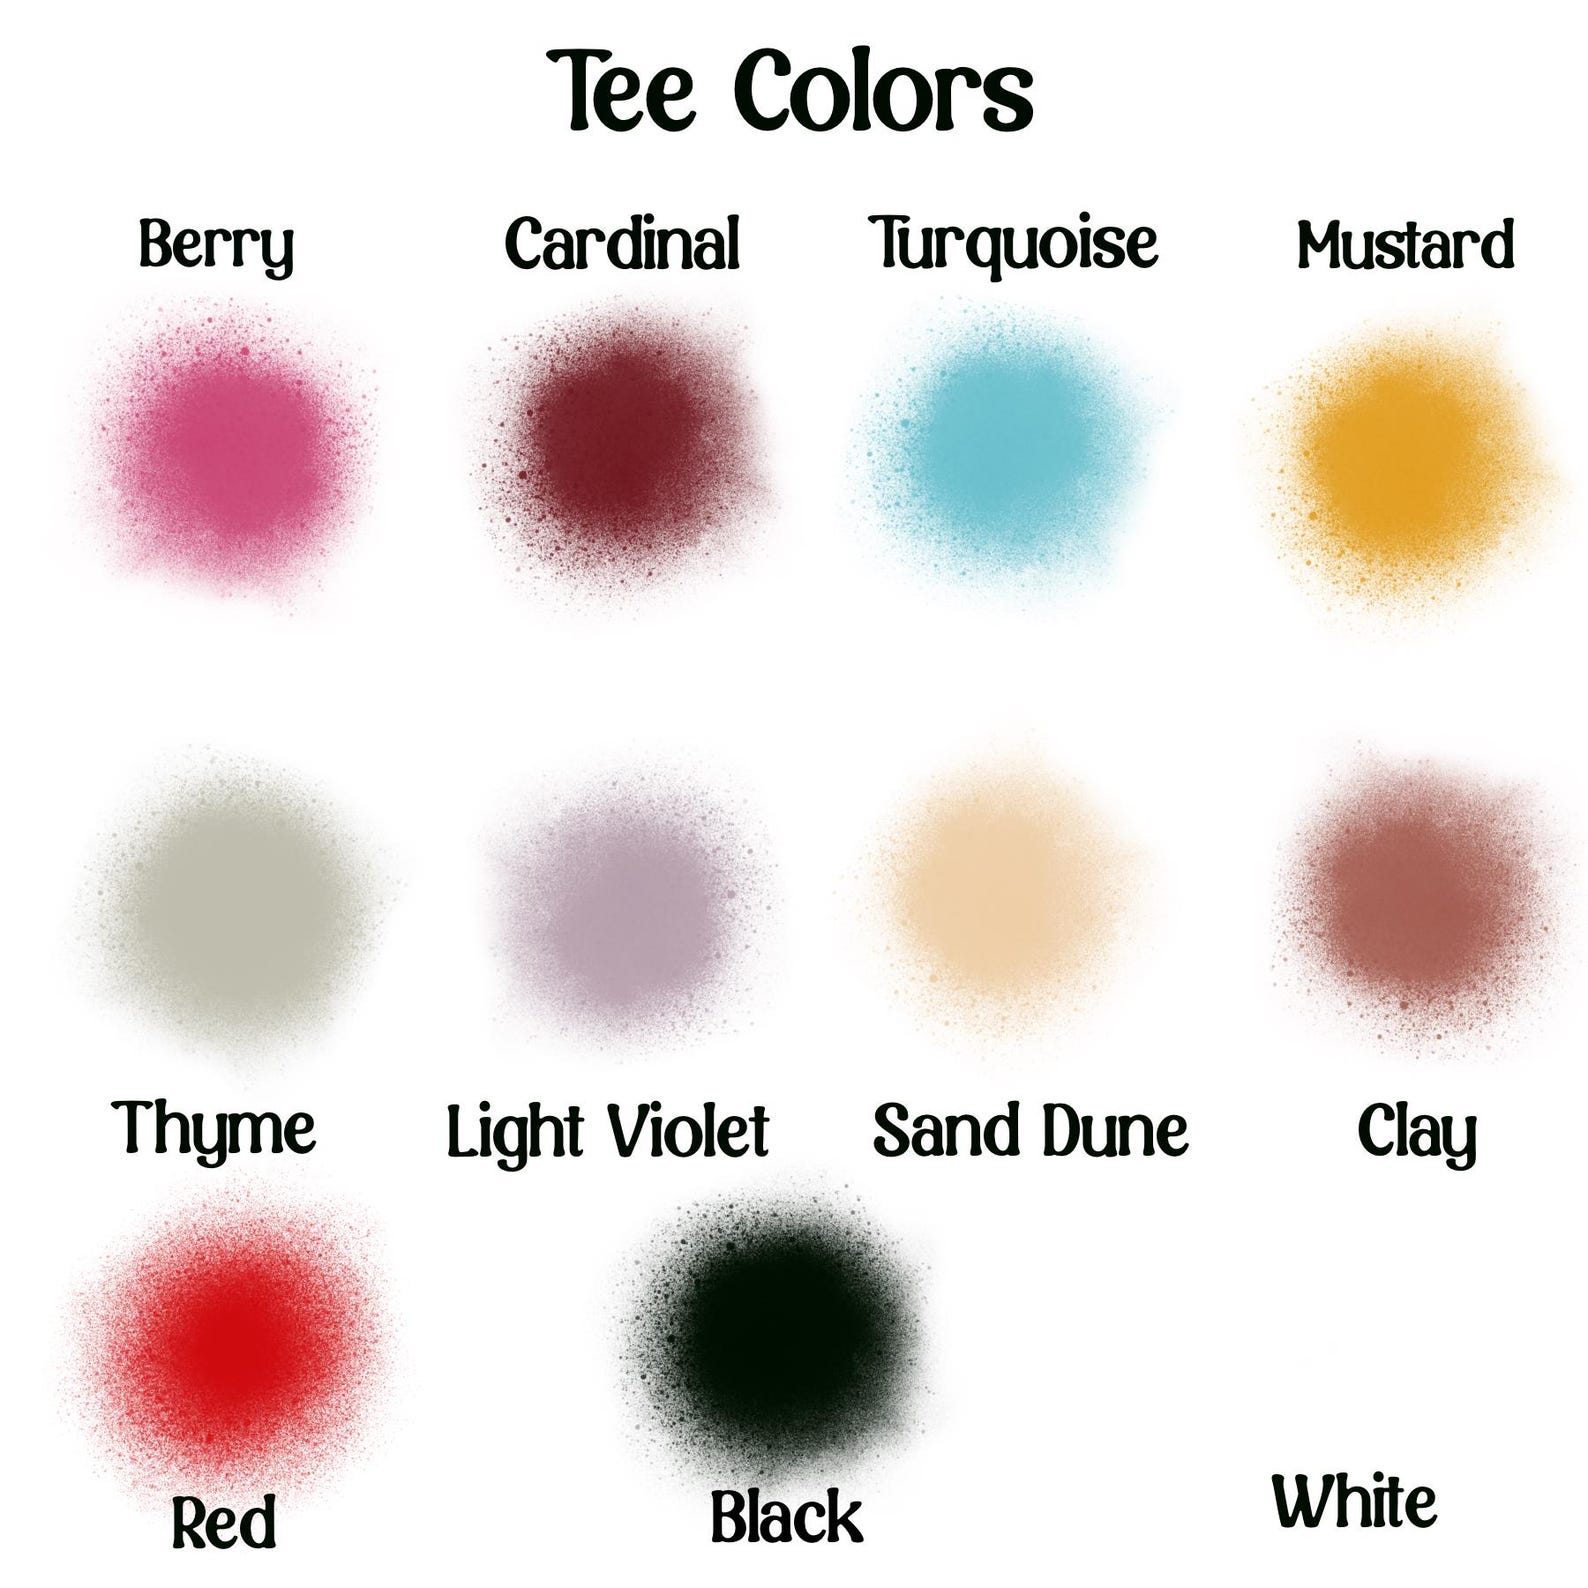 Tee Colors
Berry
Cardinal
Turquoise
Mustard
Thyme
Light Violet
Sand Dune
Clay
Red
Black
White